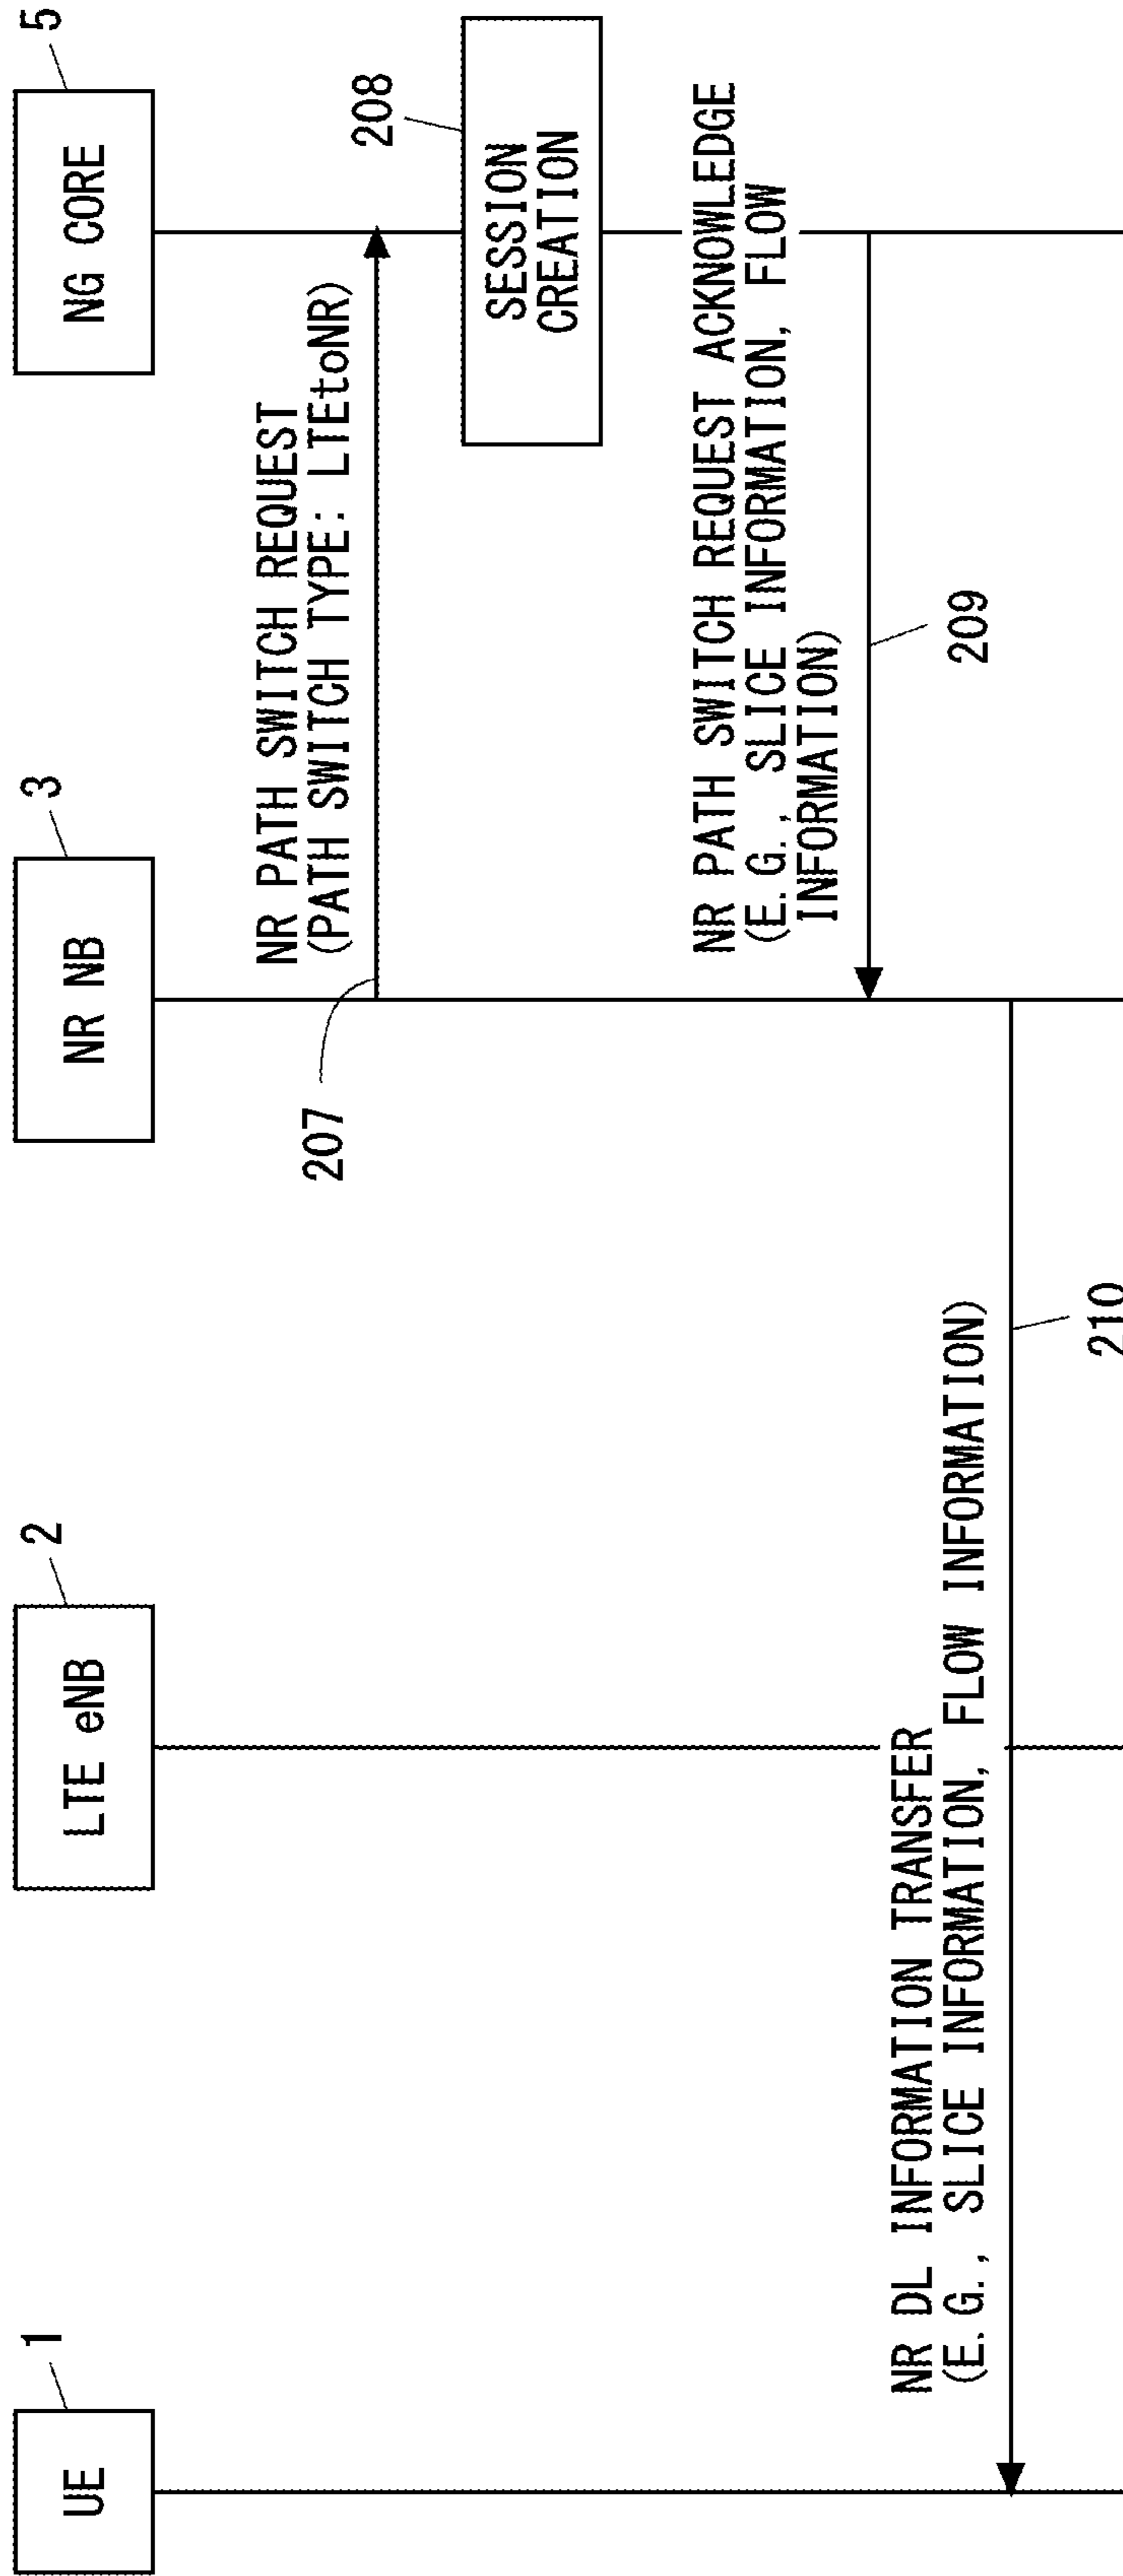 1
UE
2
LTE eNB
3
NR NB
5
NG CORE
207
NR PATH SWITCH REQUEST
(PATH SWITCH TYPE: LTEtoNR)
208
SESSION
CREATION
NR PATH SWITCH REQUEST ACKNOWLEDGE
(E.G., SLICE INFORMATION, FLOW
INFORMATION)
209
NR DL INFORMATION TRANSFER
(E.G., SLICE INFORMATION, FLOW INFORMATION)
210